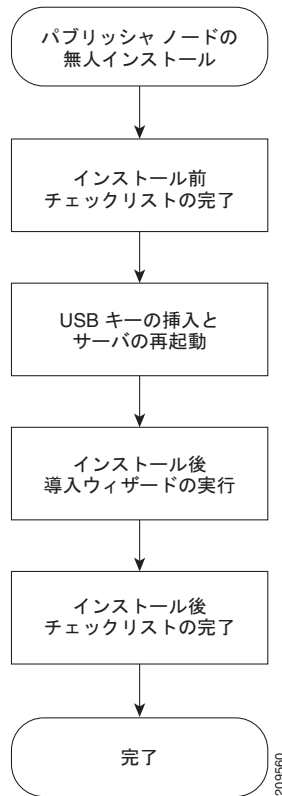 パブリッシャ ノードの
無人インストール
インストール前
チェックリストの完了
USB キーの挿入と
サーバの再起動
インストール後
導入ウィザードの実行
インストール後
チェックリストの完了
完了
209560